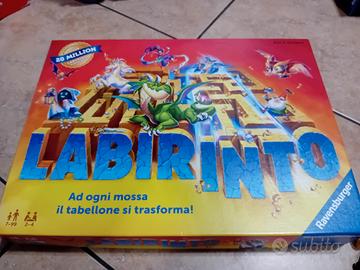 20 MILLION
LABIRINTO
Ad ogni mossa
il tabellone si trasforma!
7-99
2-4
Ravensburger
subito